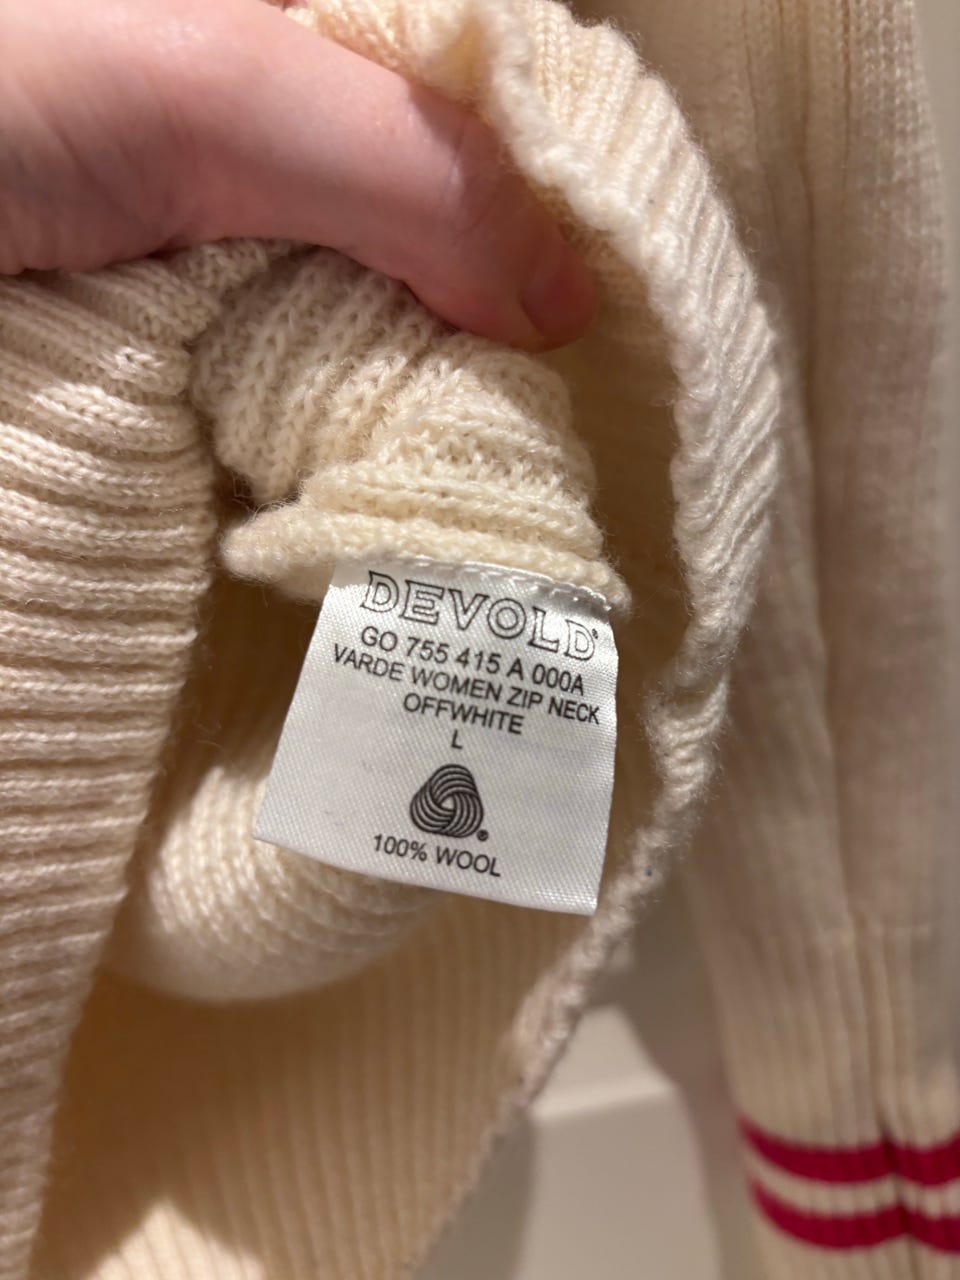 DEVOLD®
GO 755 415 A 000A
VARDE WOMEN ZIP NECK
OFFWHITE
L
®
100% WOOL